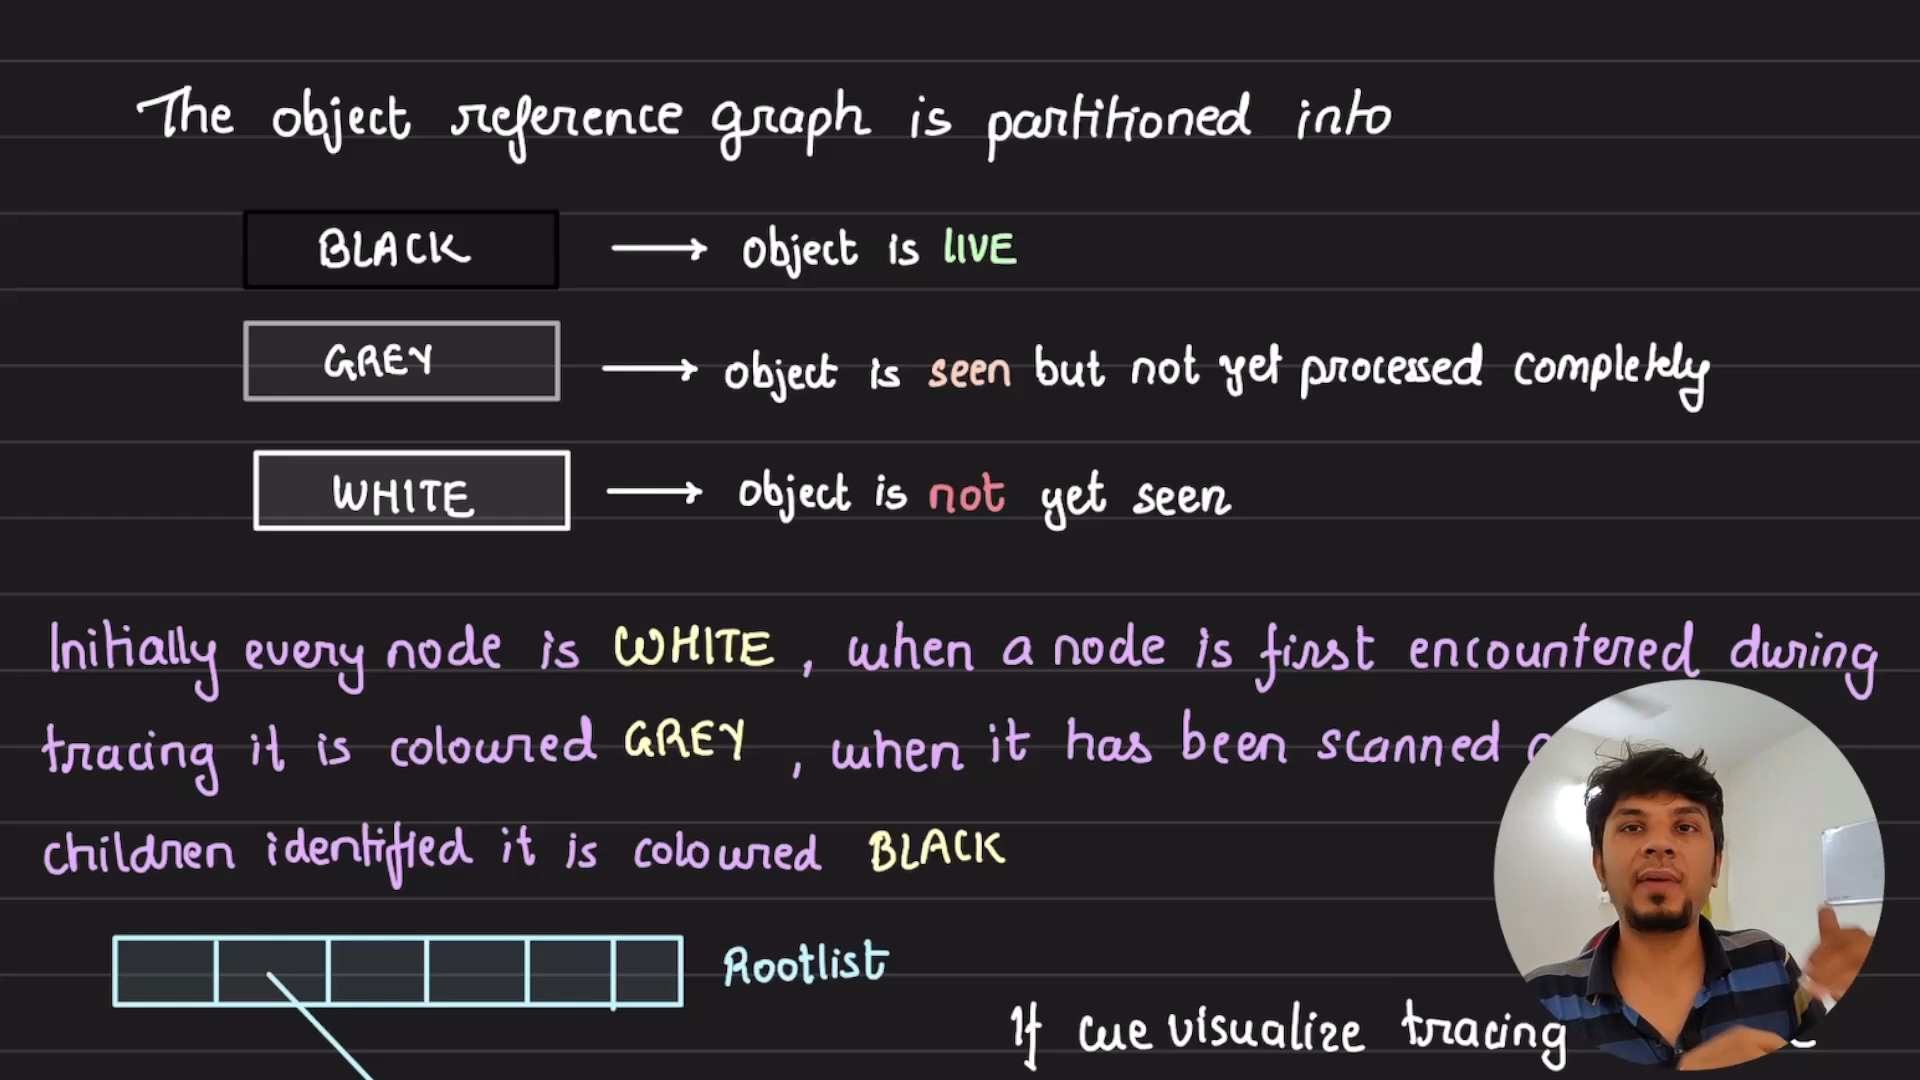 The object reference graph is partitioned into
BLACK → object is LIVE
GREY → object is seen but not yet processed completely
WHITE → object is not yet seen
Initially every node is WHITE, when a node is first encountered during
tracing it is coloured GREY, when it has been scanned
children identified it is coloured BLACK
Rootlist
If we visualize tracing